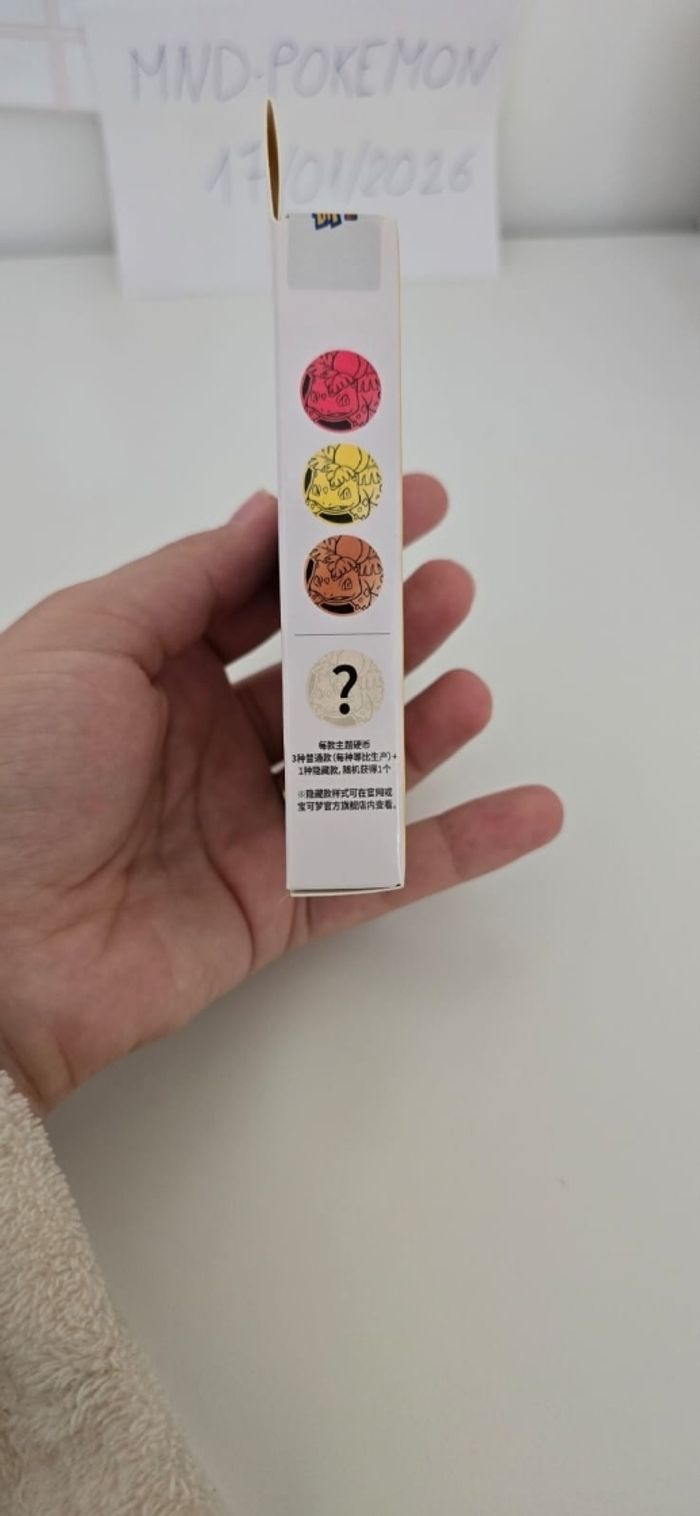 MND-POKEMON
17/01/2026
?
每款主题硬币
3种普通款(每种等比生产)+
1种隐藏款,随机获得1个
※隐藏款样式可在官网或
宝可梦官方旗舰店内查看。